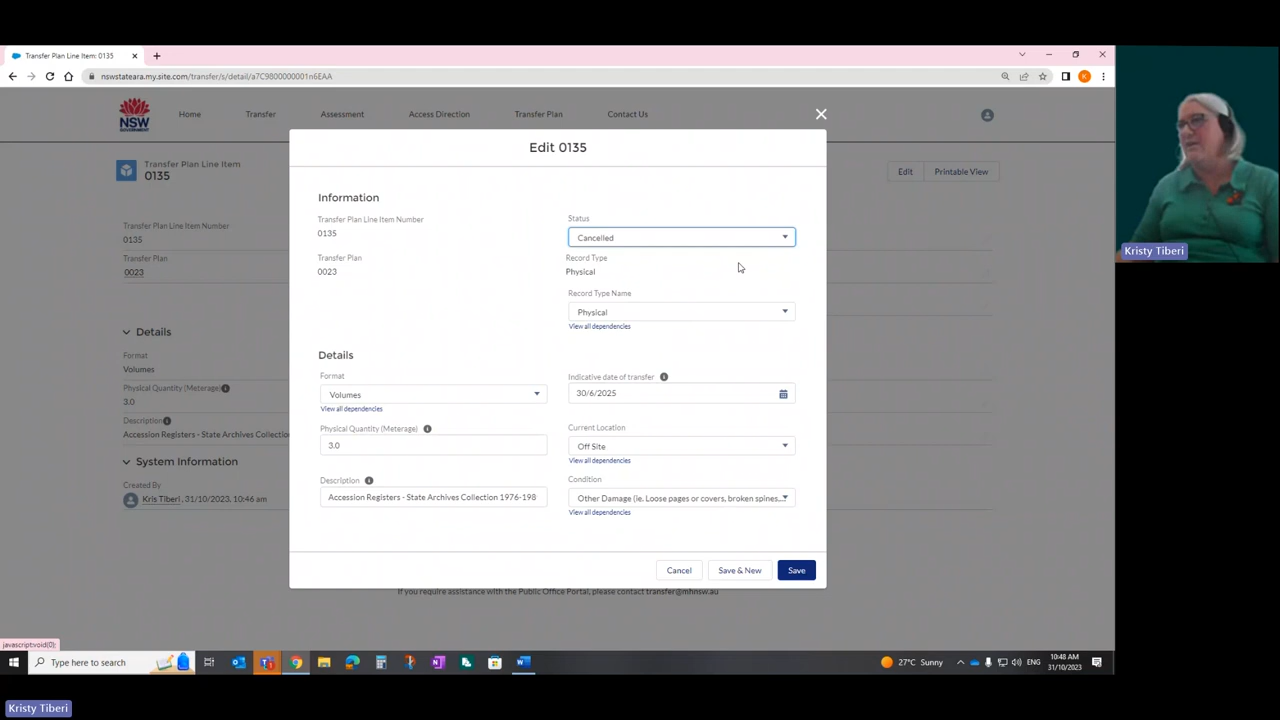 Transfer Plan Line Item: 0135
nswstateara.my.site.com/transfer/s/detail/a7C9800000001n6EAA
K
NSW
GOVERNMENT
Home
Transfer
Assessment
Access Direction
Transfer Plan
Contact Us
Transfer Plan Line Item
0135
Edit
Printable View
Transfer Plan Line Item Number
0135
Transfer Plan
0023
Details
Format
Volumes
Physical Quantity (Meterage)
3.0
Description
Accession Registers - State Archives Collection
System Information
Created By
Kris Tiberi, 31/10/2023, 10:46 am
Edit 0135
Information
Transfer Plan Line Item Number
0135
Status
Cancelled
Transfer Plan
0023
Record Type
Physical
Record Type Name
Physical
View all dependencies
Details
Format
Volumes
View all dependencies
Indicative date of transfer
30/6/2025
Physical Quantity (Meterage)
3.0
Current Location
Off Site
View all dependencies
Description
Accession Registers - State Archives Collection 1976-198
Condition
Other Damage (ie. Loose pages or covers, broken spines,...
View all dependencies
Cancel
Save & New
Save
If you require assistance with the Public Office Portal, please contact transfer@mhnsw.au
javascript:void(0);
Type here to search
27°C Sunny
ENG
10:48 AM
31/10/2023
Kristy Tiberi
Kristy Tiberi